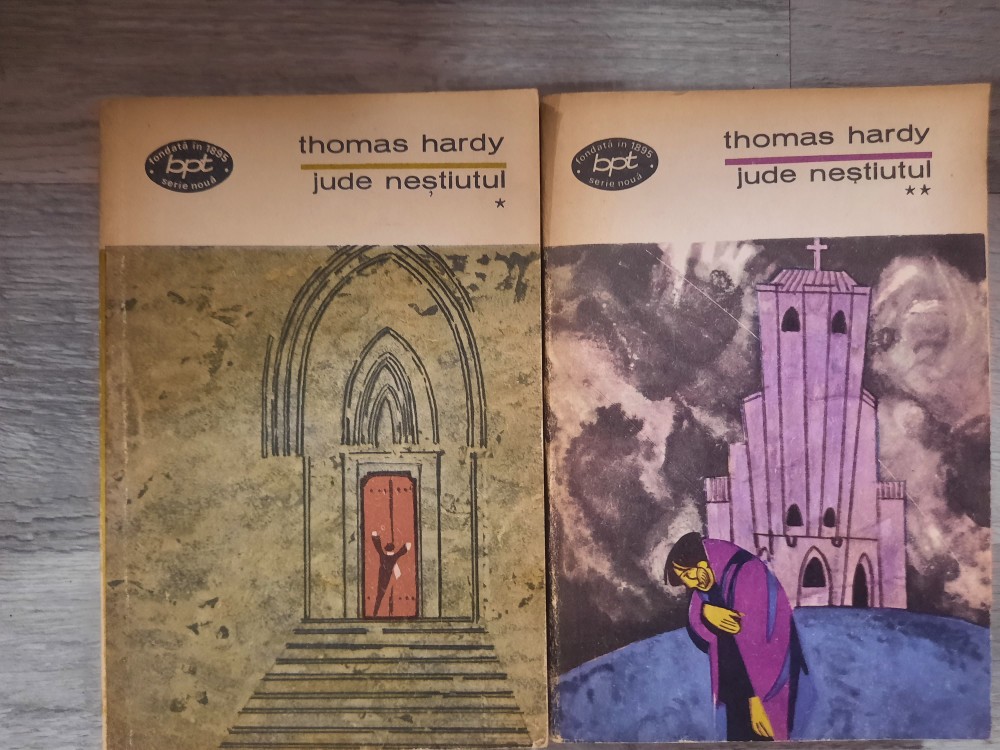 fondată în 1895
bpt
serie nouă
thomas hardy
jude neștiutul
*
fondată în 1895
bpt
serie nouă
thomas hardy
jude neștiutul
**